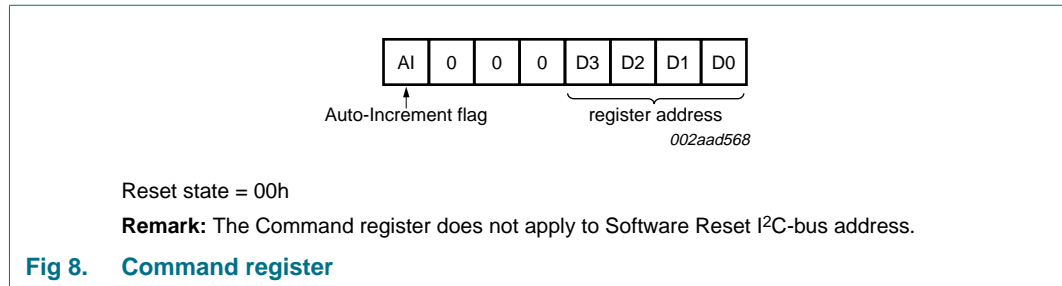 AI 0 0 0 D3 D2 D1 D0
Auto-Increment flag register address
002aad568
Reset state = 00h
Remark: The Command register does not apply to Software Reset I2C-bus address.
Fig 8. Command register